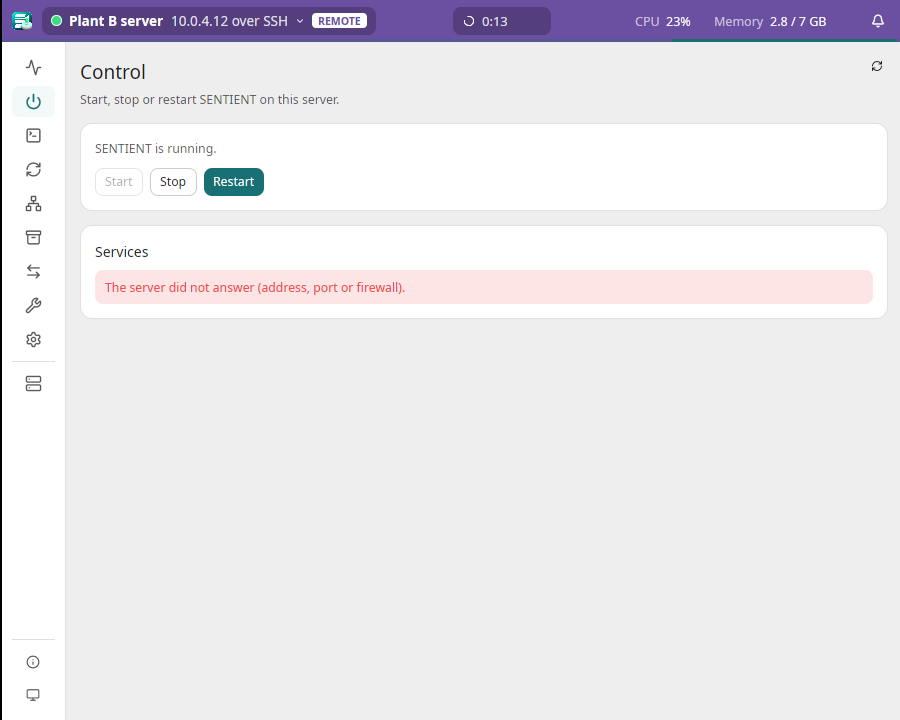 Plant B server 10.0.4.12 over SSH REMOTE 0:13 CPU 23% Memory 2.8 / 7 GB
Control
Start, stop or restart SENTIENT on this server.
SENTIENT is running.
Start Stop Restart
Services
The server did not answer (address, port or firewall).